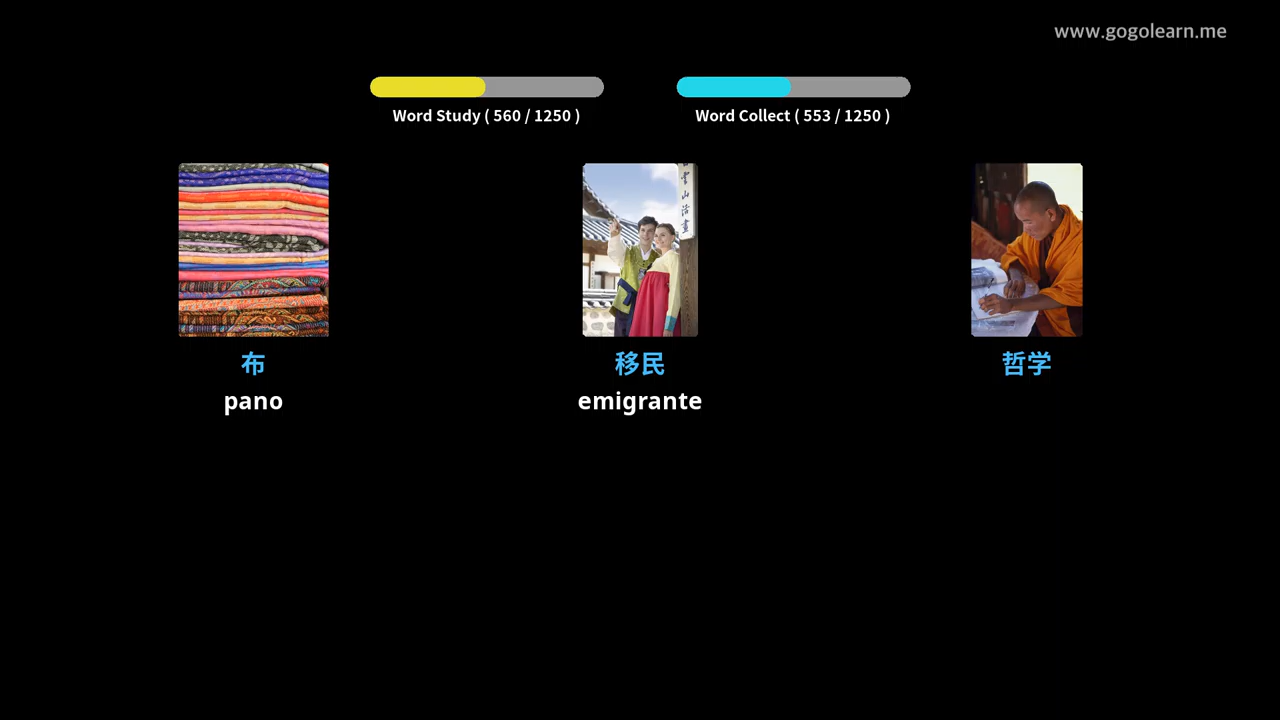 www.gogolearn.me
Word Study ( 560 / 1250 )
Word Collect ( 553 / 1250 )
布
移民
哲学
pano
emigrante